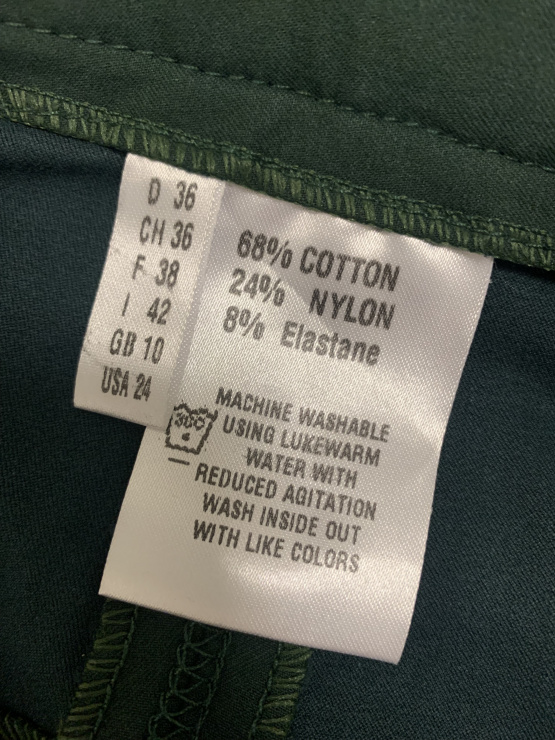 D 36
CH 36
F 38
I 42
GB 10
USA 24
68% COTTON
24% NYLON
8% Elastane
30C
MACHINE WASHABLE
USING LUKEWARM
WATER WITH
REDUCED AGITATION
WASH INSIDE OUT
WITH LIKE COLORS